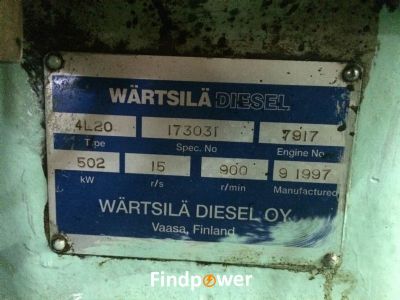 WÄRTSILÄ DIESEL
4L20 173031 7917
Type Spec. No Engine No
502 15 900 9 1997
kW r/s r/min Manufactured
WÄRTSILÄ DIESEL OY
Vaasa, Finland
Findpower